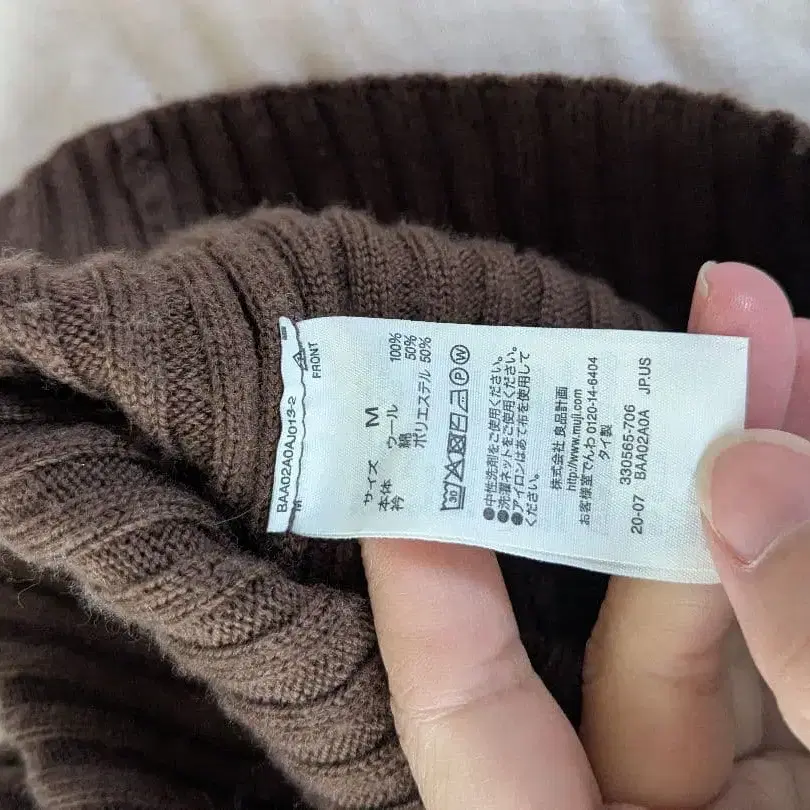 BAA02A0AJ013-2
M
FRONT
サイズ M
本体 ウール 100%
衿 綿 50%
ポリエステル 50%
30
P
W
●中性洗剤をご使用ください。
●洗濯ネットをご使用ください。
●アイロンはあて布を使用して
ください。
株式会社 良品計画
http://www.muji.com
お客様室でんわ 0120-14-6404
タイ製
330565-706
20-07 BAA02A0A JP.US